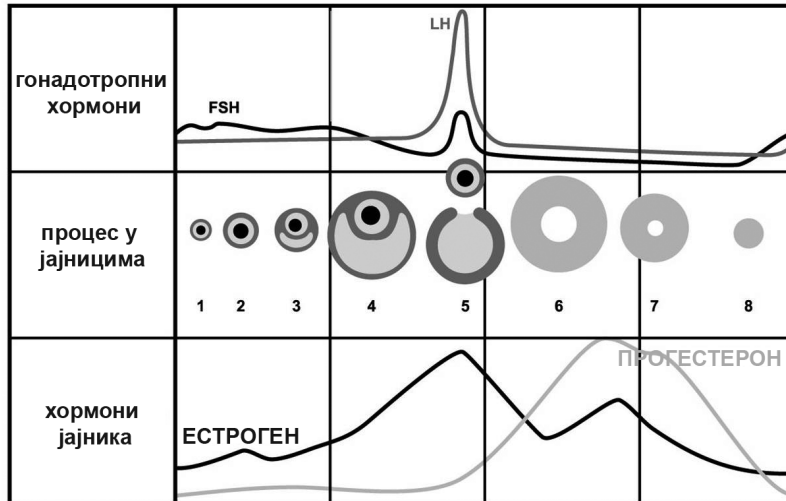 гонадотропни
хормони
LH
FSH
процес у
јајницима
1 2 3 4 5 6 7 8
хормони
јајника
ЕСТРОГЕН
ПРОГЕСТЕРОН